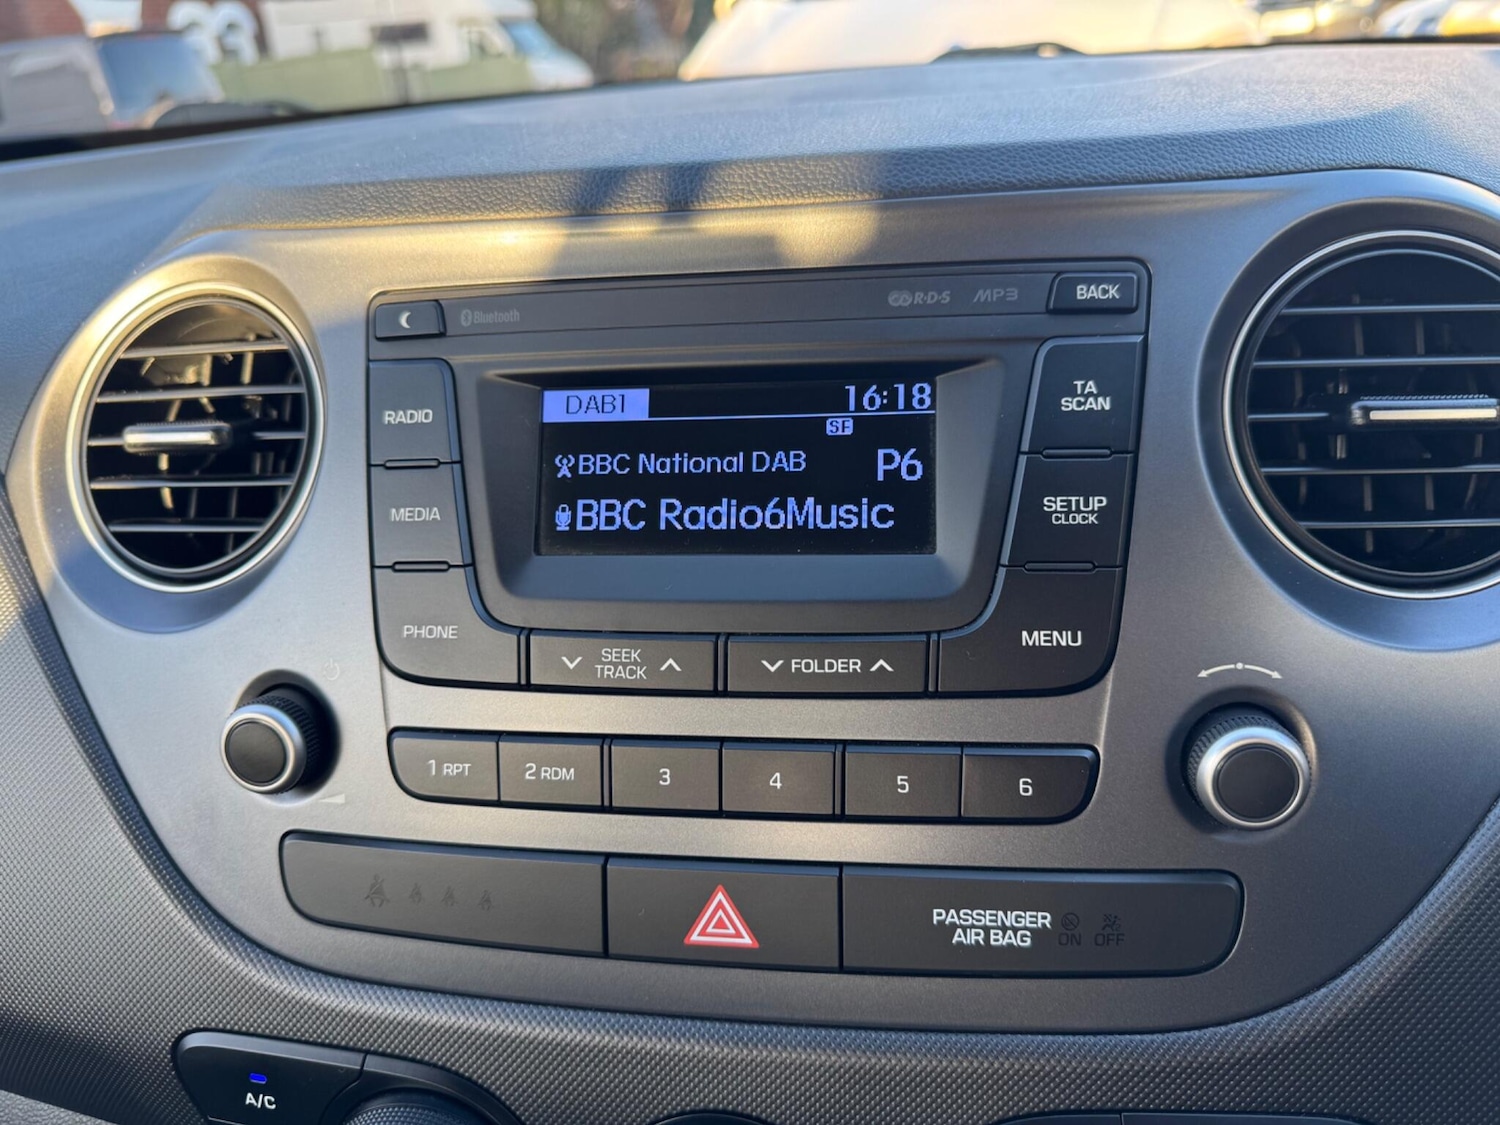 BACK
R·D·S
MP3
Bluetooth
RADIO
MEDIA
PHONE
DAB1
16:18
SF
BBC National DAB
P6
BBC Radio6Music
TA
SCAN
SETUP
CLOCK
MENU
SEEK
TRACK
FOLDER
1 RPT
2 RDM
3
4
5
6
PASSENGER
AIR BAG
ON
OFF
A/C